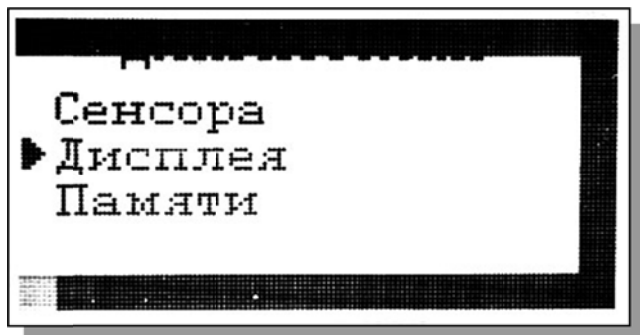 Сенсора
Дисплея
Памяти